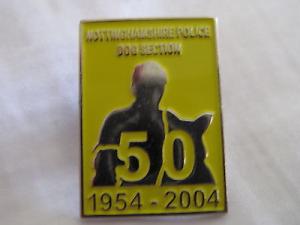 NOTTINGHAMSHIRE POLICE
DOG SECTION
50
1954 - 2004